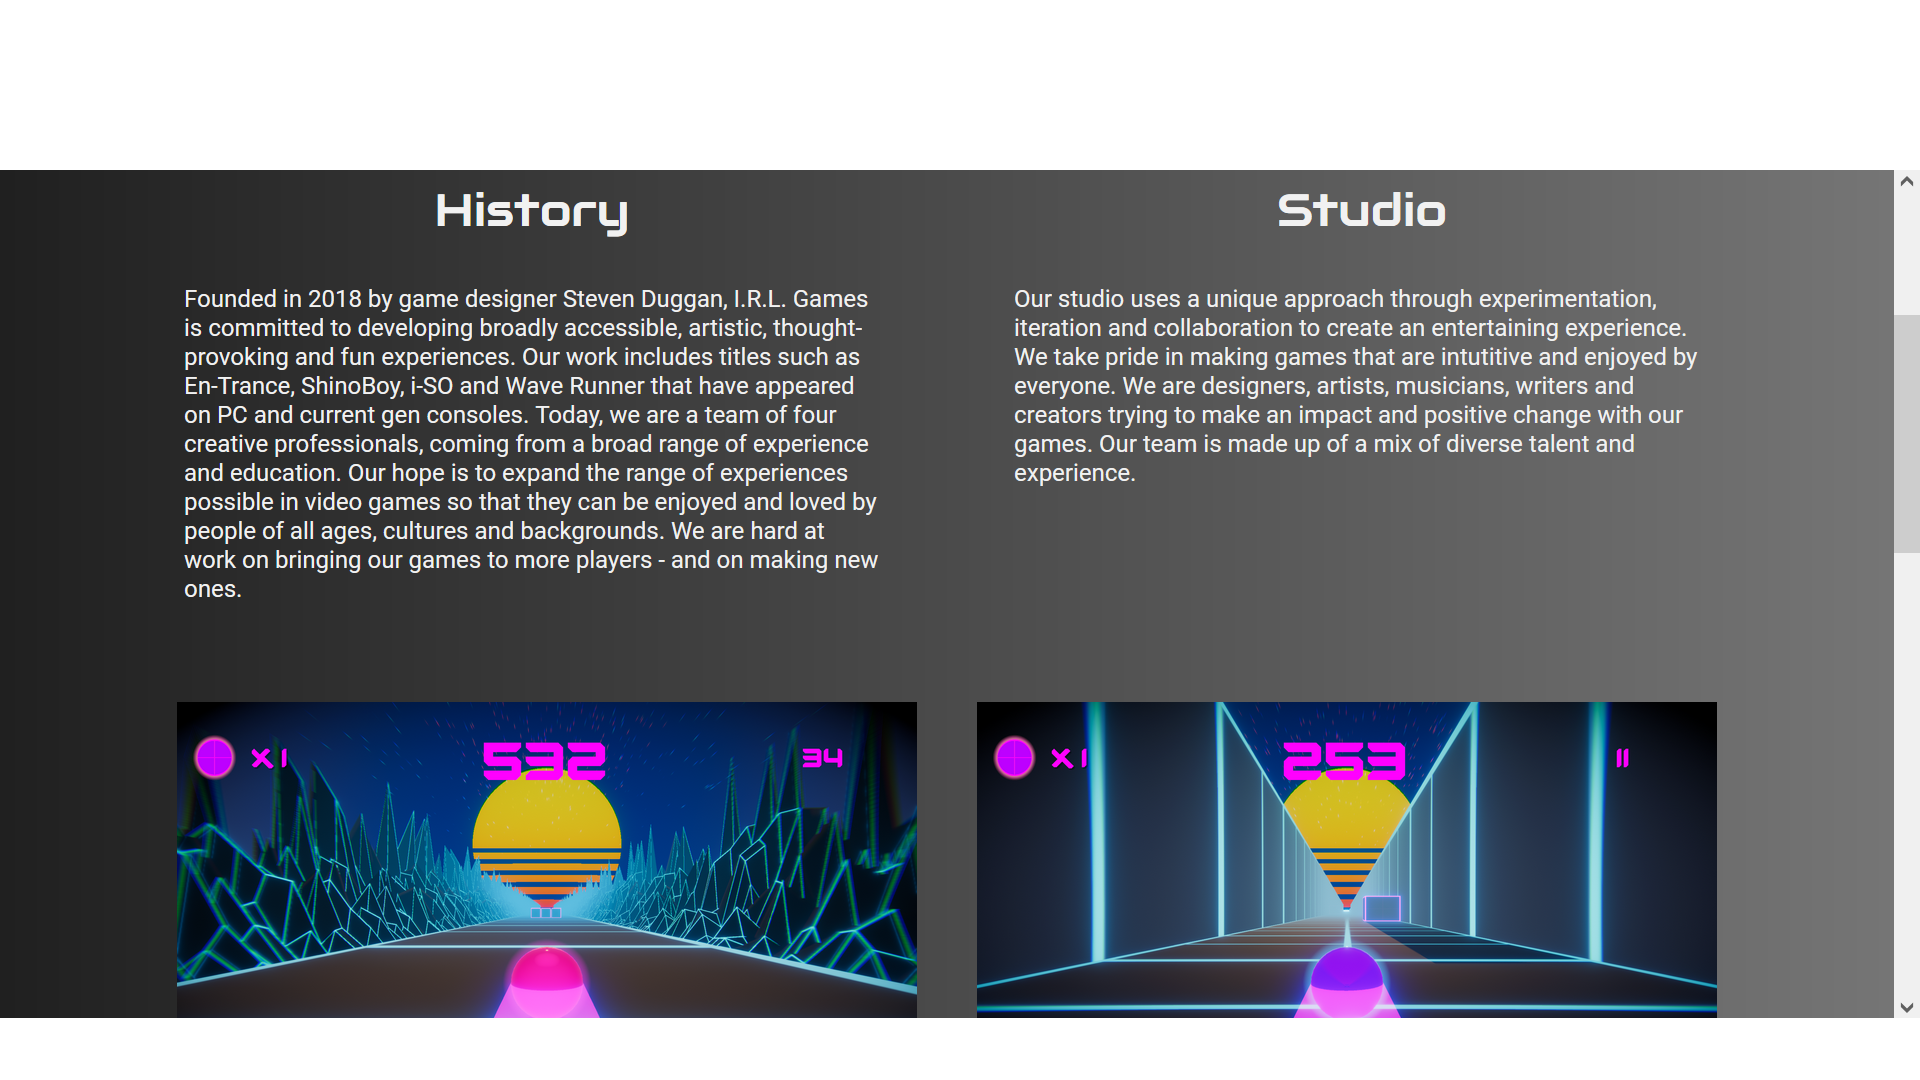 History
Founded in 2018 by game designer Steven Duggan, I.R.L. Games
is committed to developing broadly accessible, artistic, thought-
provoking and fun experiences. Our work includes titles such as
En-Trance, ShinoBoy, i-SO and Wave Runner that have appeared
on PC and current gen consoles. Today, we are a team of four
creative professionals, coming from a broad range of experience
and education. Our hope is to expand the range of experiences
possible in video games so that they can be enjoyed and loved by
people of all ages, cultures and backgrounds. We are hard at
work on bringing our games to more players - and on making new
ones.
Studio
Our studio uses a unique approach through experimentation,
iteration and collaboration to create an entertaining experience.
We take pride in making games that are intutitive and enjoyed by
everyone. We are designers, artists, musicians, writers and
creators trying to make an impact and positive change with our
games. Our team is made up of a mix of diverse talent and
experience.
X 1
532
34
X 1
253
11